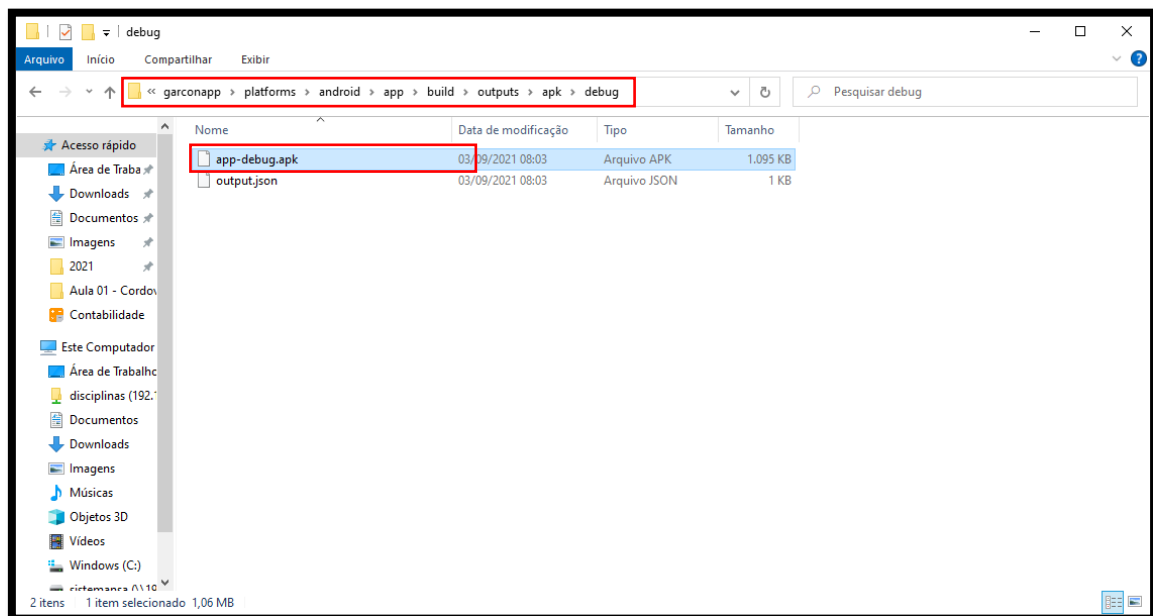 debug
Arquivo Início Compartilhar Exibir
« garconapp › platforms › android › app › build › outputs › apk › debug
Pesquisar debug
Nome Data de modificação Tipo Tamanho
app-debug.apk 03/09/2021 08:03 Arquivo APK 1.095 KB
output.json 03/09/2021 08:03 Arquivo JSON 1 KB
Acesso rápido
Área de Traba
Downloads
Documentos
Imagens
2021
Aula 01 - Cordov
Contabilidade
Este Computador
Área de Trabalho
disciplinas (192.1
Documentos
Downloads
Imagens
Músicas
Objetos 3D
Vídeos
Windows (C:)
2 itens 1 item selecionado 1,06 MB